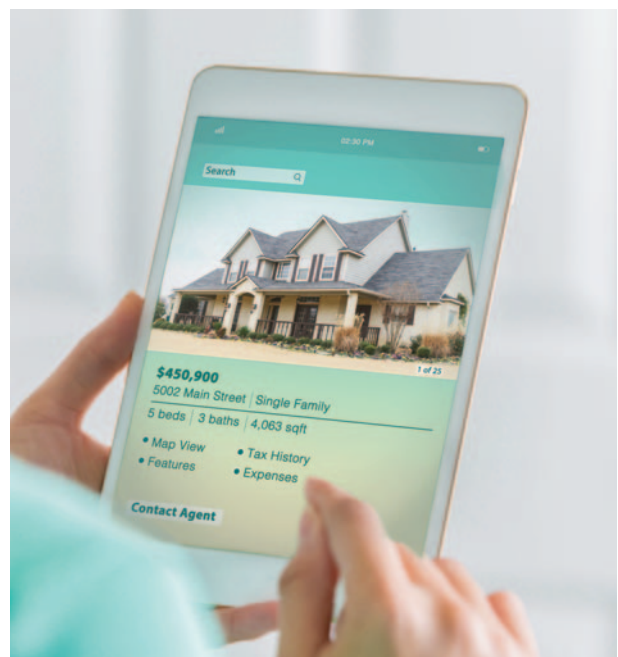 02:30 PM
Search
1 of 25
$450,900
5002 Main Street | Single Family
5 beds | 3 baths | 4,063 sqft
• Map View • Tax History
• Features • Expenses
Contact Agent